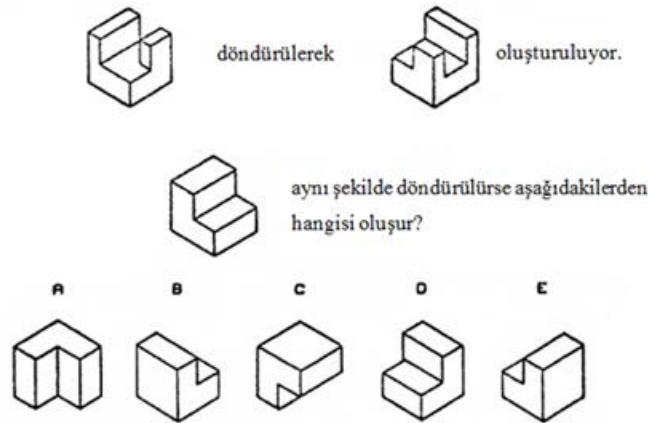 döndürülerek oluşturuluyor.
aynı şekilde döndürülürse aşağıdakilerden
hangisi oluşur?
A B C D E